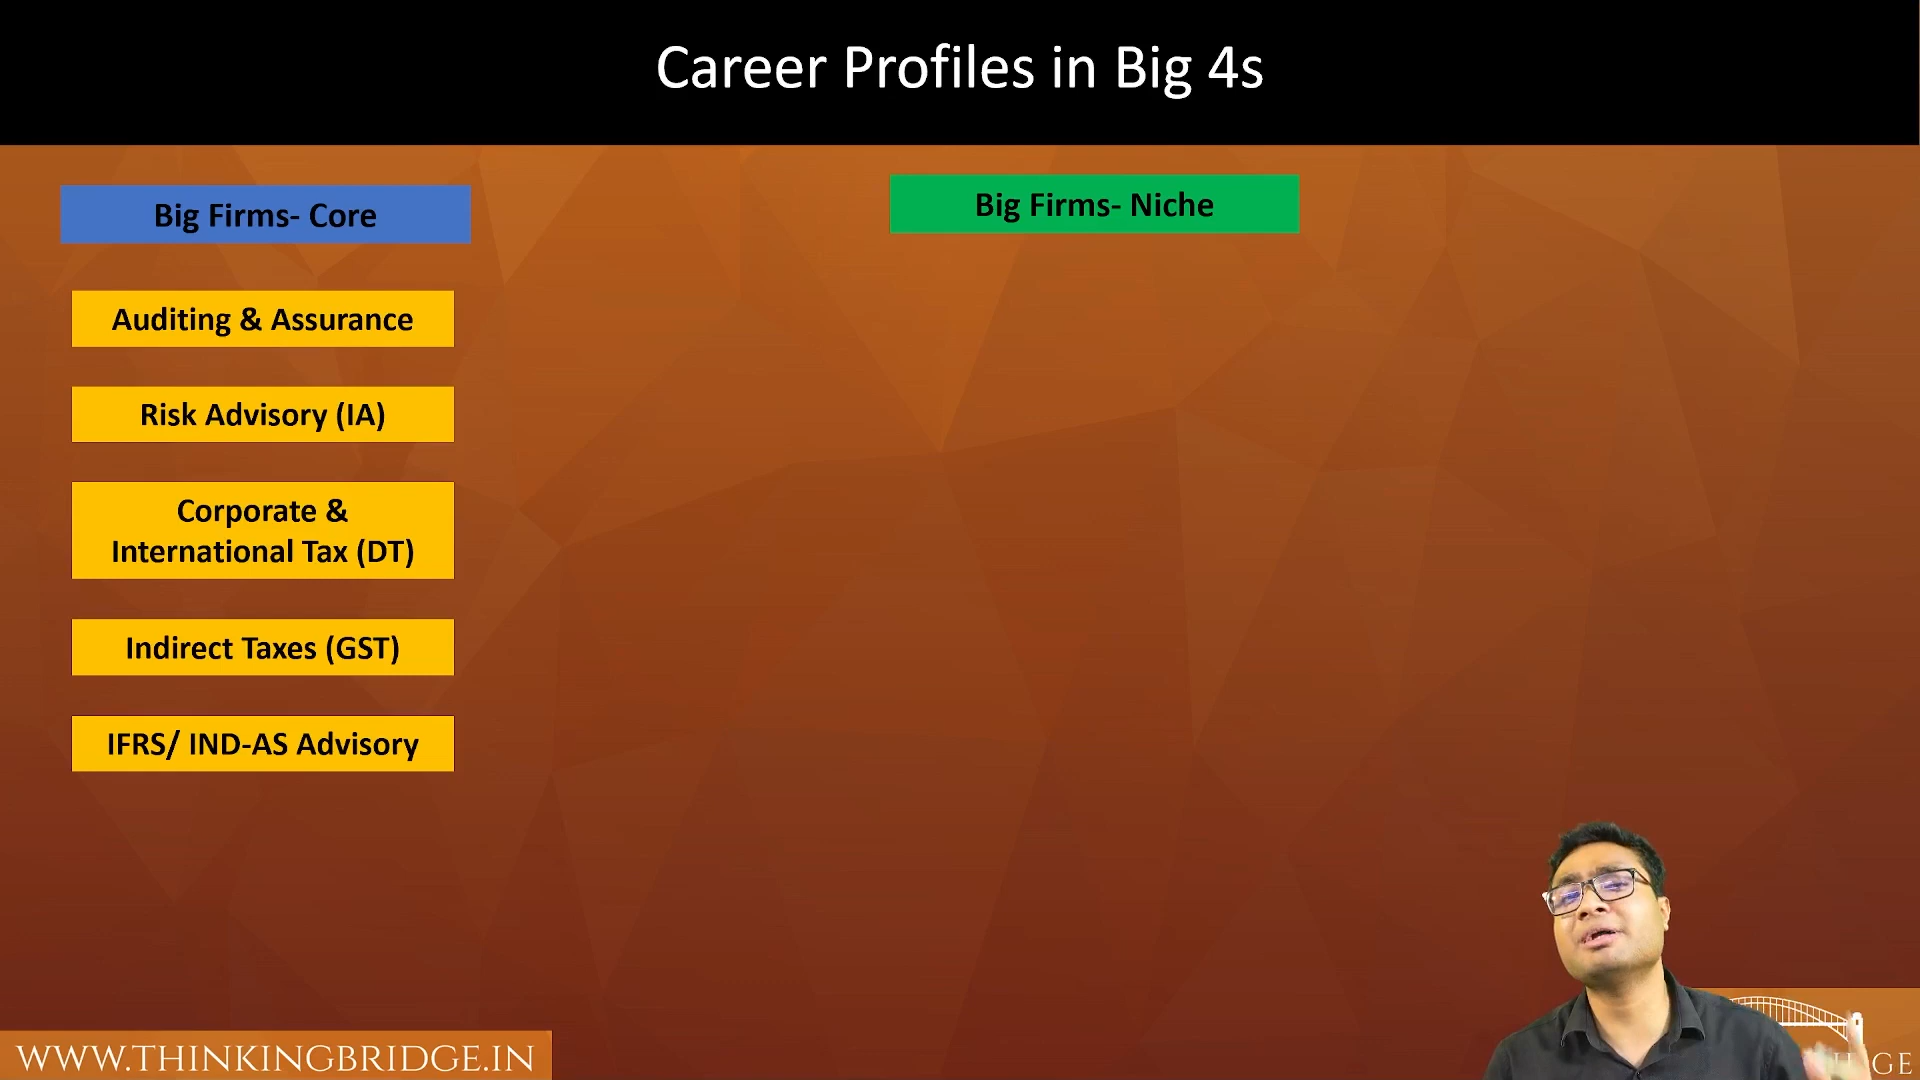 Career Profiles in Big 4s
Big Firms- Core
Big Firms- Niche
Auditing & Assurance
Risk Advisory (IA)
Corporate &
International Tax (DT)
Indirect Taxes (GST)
IFRS/ IND-AS Advisory
WWW.THINKINGBRIDGE.IN